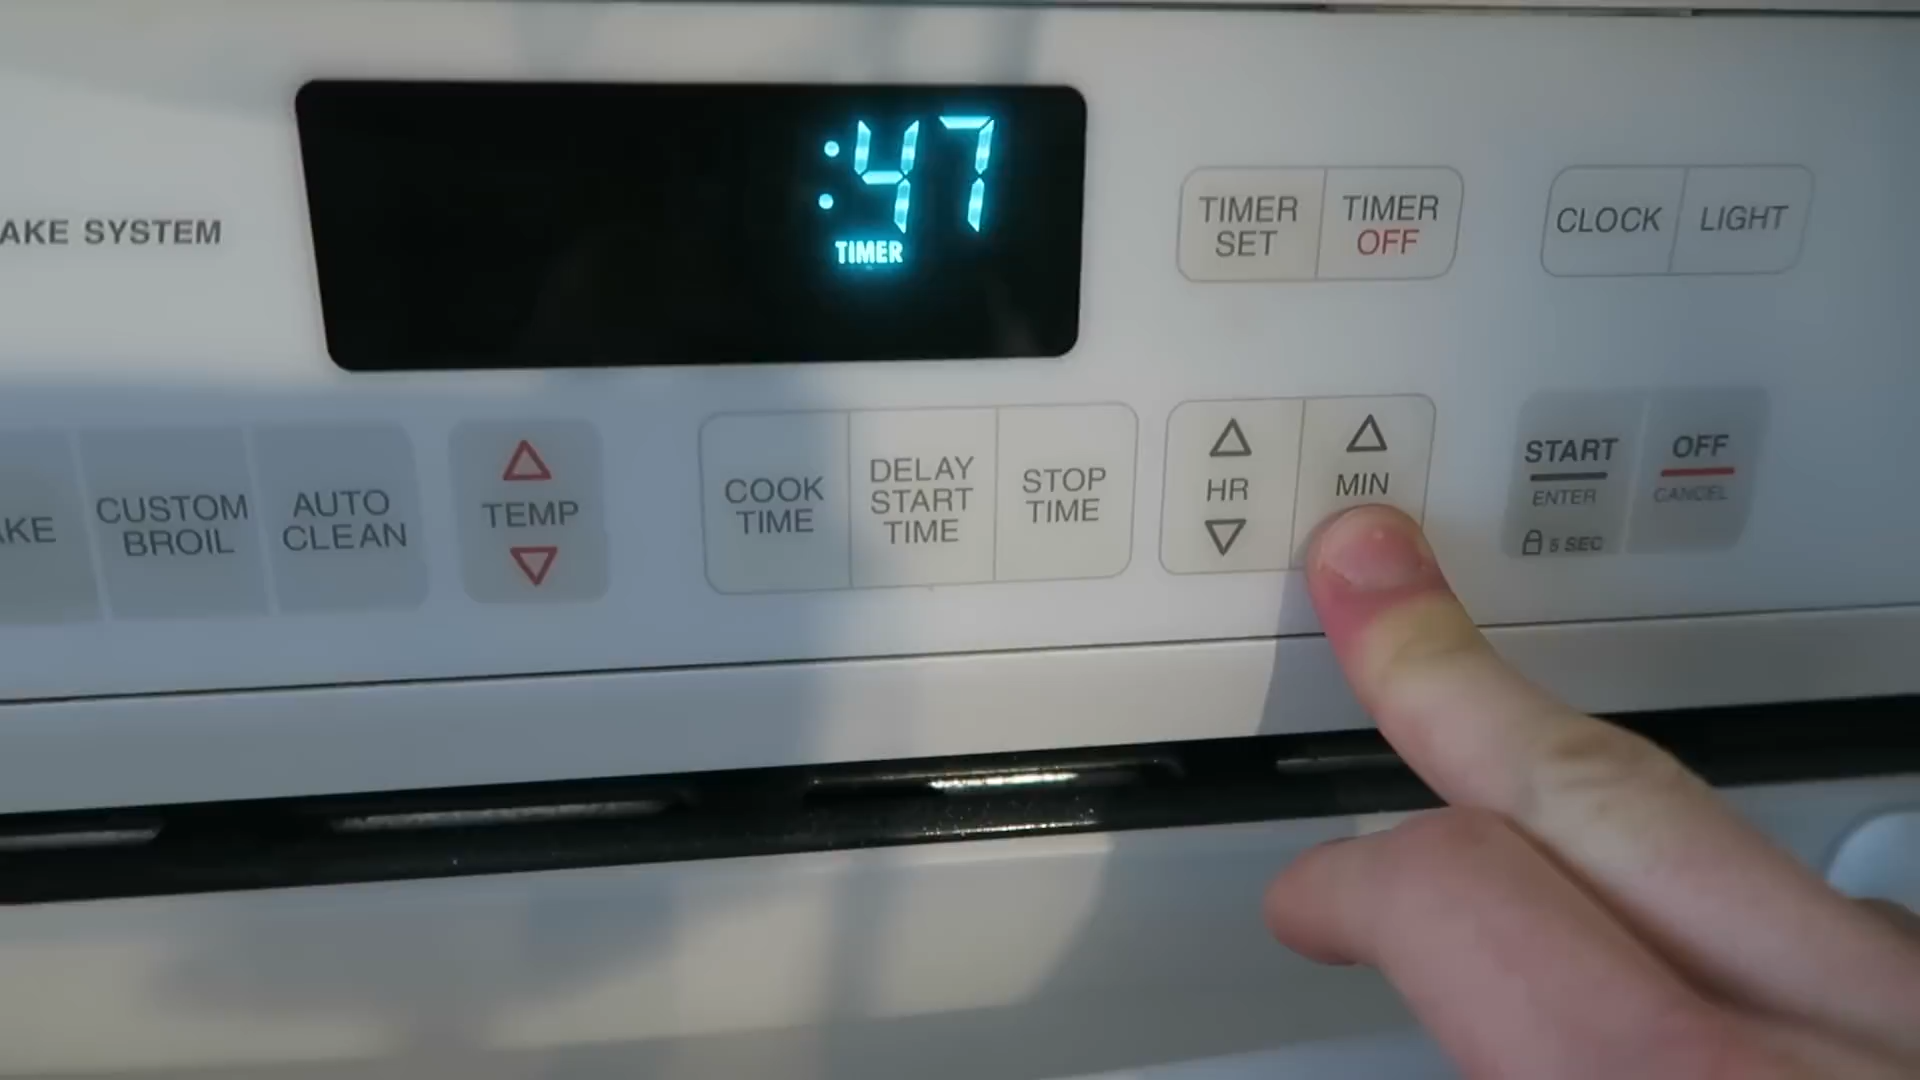 :47
TIMER
AKE SYSTEM
TIMER
SET
TIMER
OFF
CLOCK
LIGHT
KE
CUSTOM
BROIL
AUTO
CLEAN
TEMP
COOK
TIME
DELAY
START
TIME
STOP
TIME
HR
MIN
START
ENTER
5 SEC
OFF
CANCEL